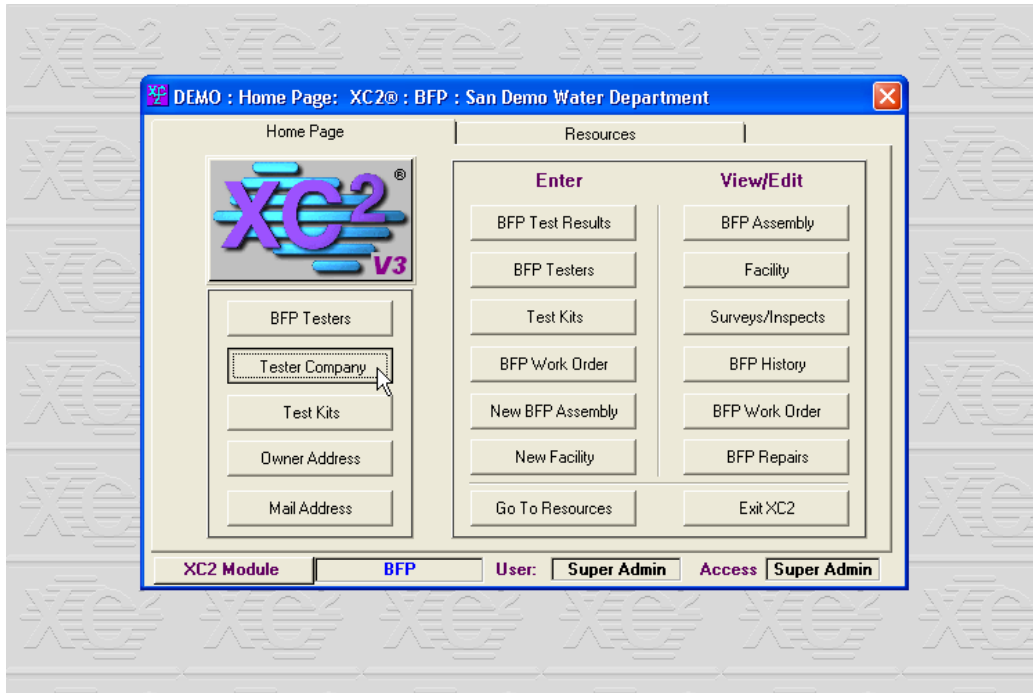 DEMO : Home Page: XC2® : BFP : San Demo Water Department
Home Page
Resources
XC2®
V3
BFP Testers
Tester Company
Test Kits
Owner Address
Mail Address
Enter
View/Edit
BFP Test Results
BFP Assembly
BFP Testers
Facility
Test Kits
Surveys/Inspects
BFP Work Order
BFP History
New BFP Assembly
BFP Work Order
New Facility
BFP Repairs
Go To Resources
Exit XC2
XC2 Module
BFP
User: Super Admin
Access Super Admin